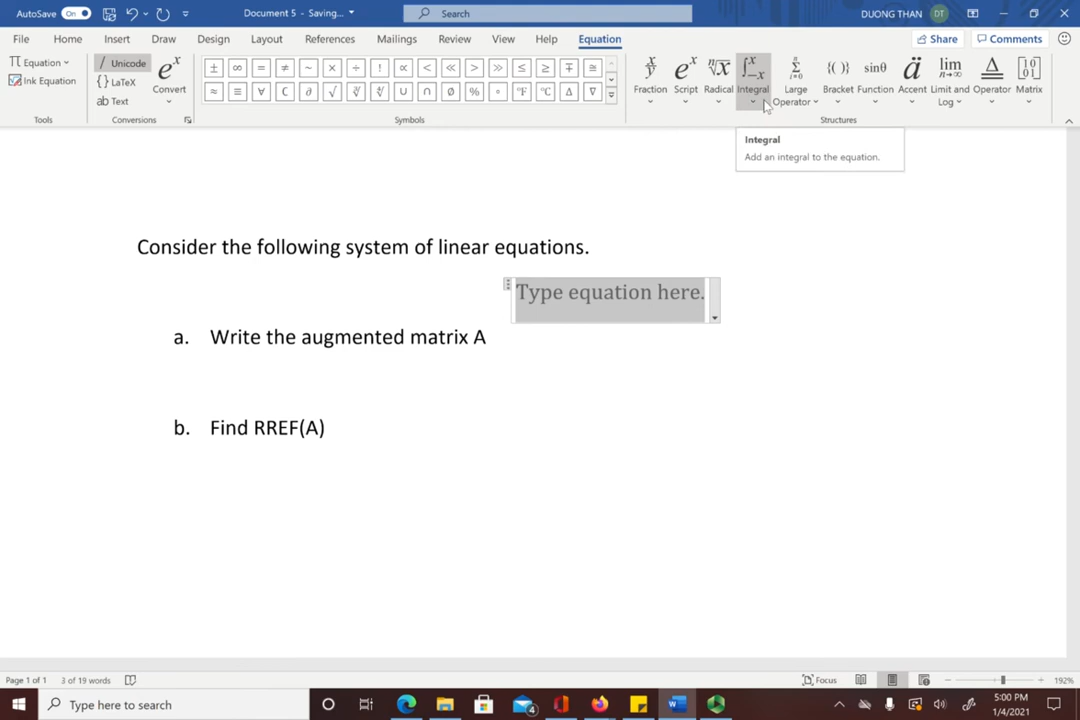 AutoSave On Document 5 - Saving... Search DUONG THAN DT
File Home Insert Draw Design Layout References Mailings Review View Help Equation Share Comments
Equation Unicode
Ink Equation LaTeX
ab Text Convert
± ∞ = ≠ ~ × ÷ ! ∝ < ≪ > ≫ ≤ ≥ ∓ ≅
≈ ≡ ∀ ∁ ∂ √ ∛ ∜ ∪ ∩ ∅ % ° °F °C ∆ ∇
Fraction Script Radical Integral Large Operator Bracket Function Accent Limit and Log Operator Matrix
Tools Conversions Symbols Structures
Integral
Add an integral to the equation.
Consider the following system of linear equations.
Type equation here.
a. Write the augmented matrix A
b. Find RREF(A)
Page 1 of 1 3 of 19 words Focus 192%
Type here to search
4
5:00 PM
1/4/2021